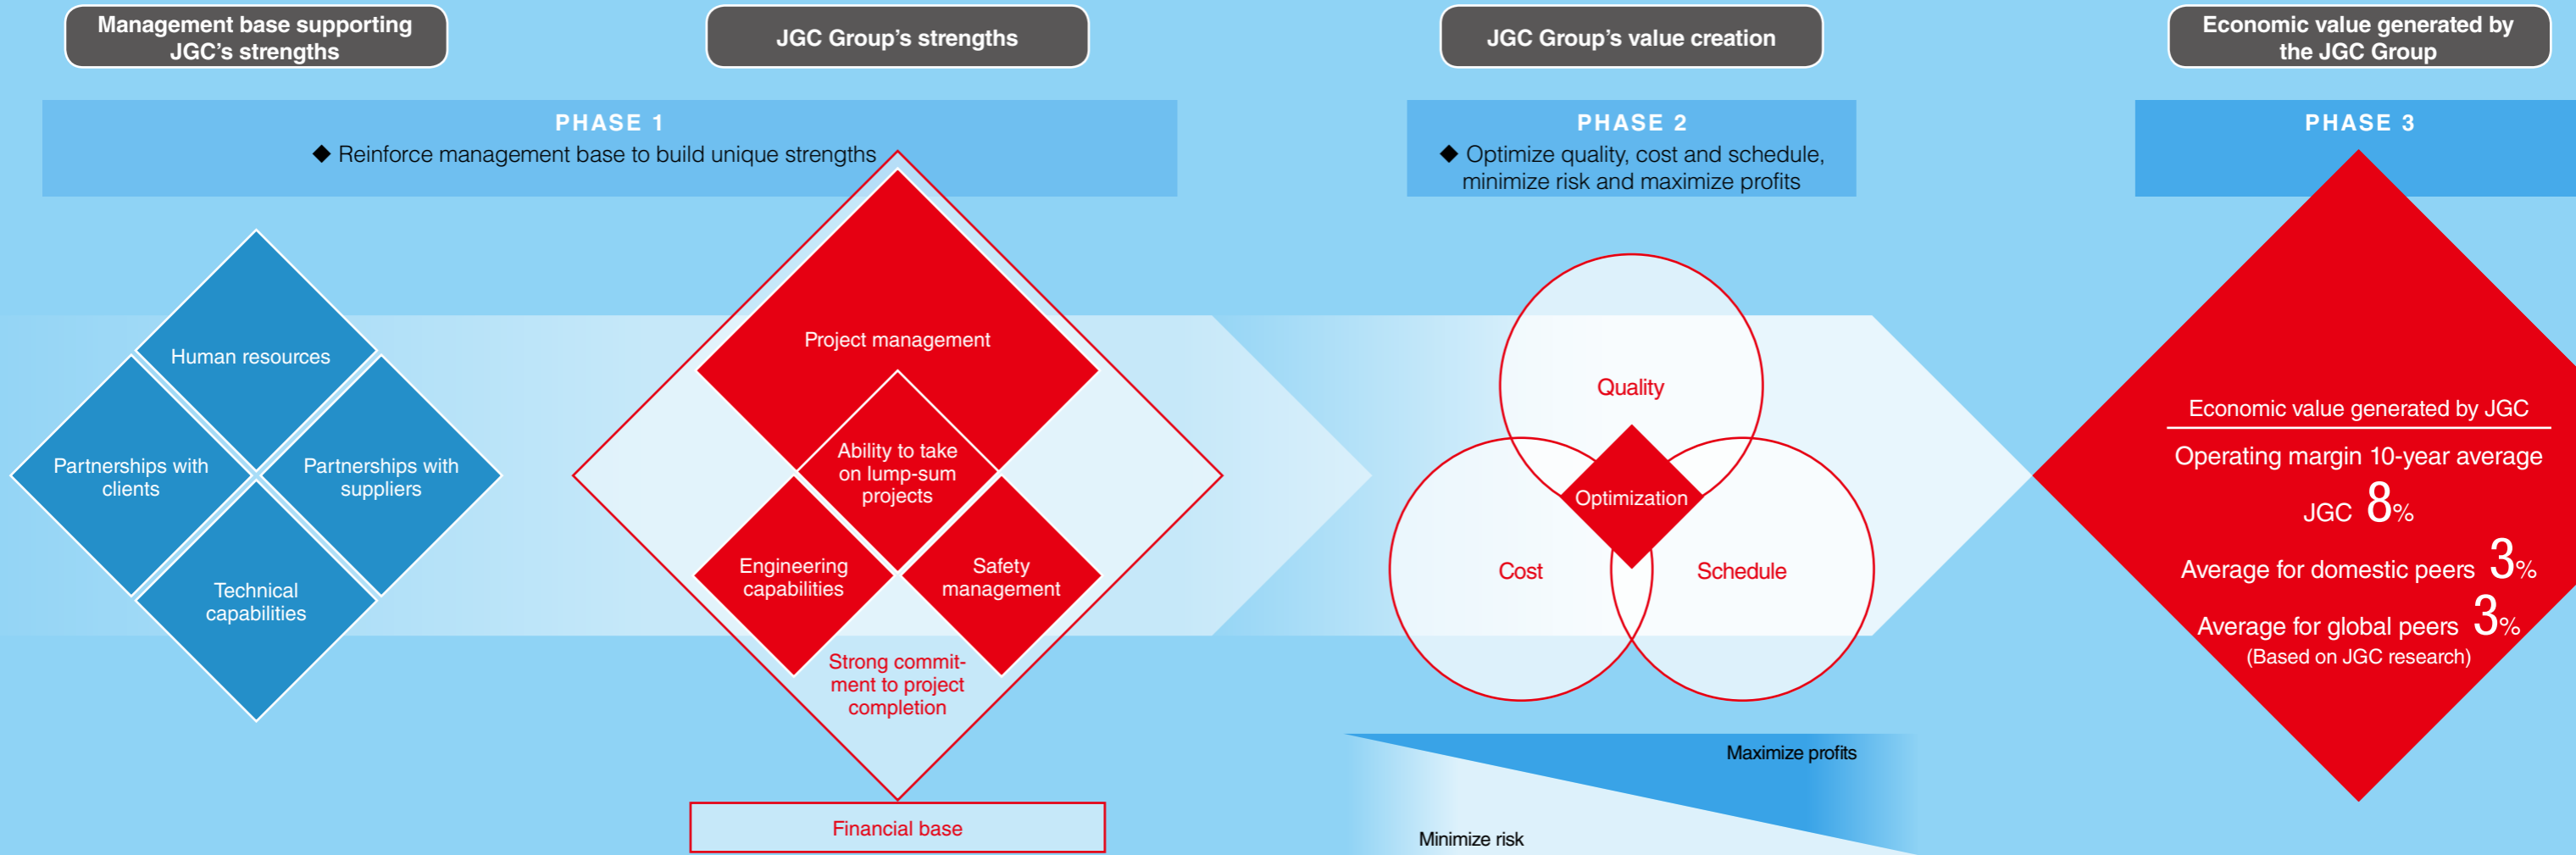 Management base supporting
JGC's strengths
JGC Group's strengths
JGC Group's value creation
Economic value generated by
the JGC Group
PHASE 1
◆ Reinforce management base to build unique strengths
PHASE 2
◆ Optimize quality, cost and schedule,
minimize risk and maximize profits
PHASE 3
Human resources
Partnerships with
clients
Partnerships with
suppliers
Technical
capabilities
Project management
Ability to take
on lump-sum
projects
Engineering
capabilities
Safety
management
Strong commit-
ment to project
completion
Financial base
Quality
Optimization
Cost
Schedule
Maximize profits
Minimize risk
Economic value generated by JGC
Operating margin 10-year average
JGC 8%
Average for domestic peers 3%
Average for global peers 3%
(Based on JGC research)